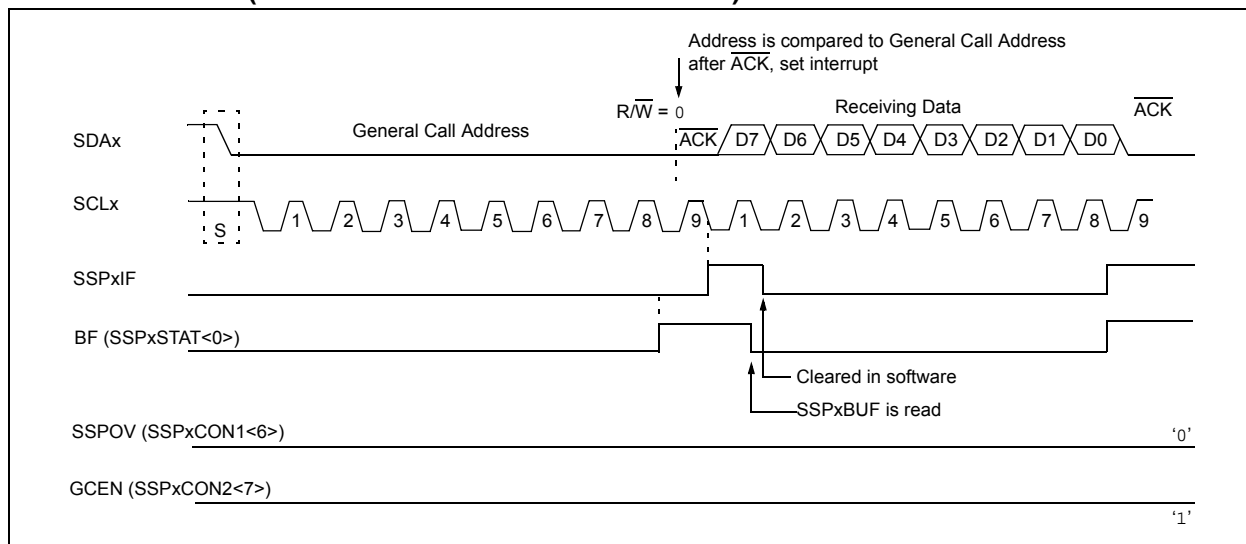 Address is compared to General Call Address
after ACK, set interrupt
R/W = 0
Receiving Data
ACK
General Call Address
SDAx
ACK D7 D6 D5 D4 D3 D2 D1 D0
SCLx
S
1 2 3 4 5 6 7 8 9 1 2 3 4 5 6 7 8 9
SSPxIF
BF (SSPxSTAT<0>)
Cleared in software
SSPxBUF is read
SSPOV (SSPxCON1<6>)
‘0’
GCEN (SSPxCON2<7>)
‘1’